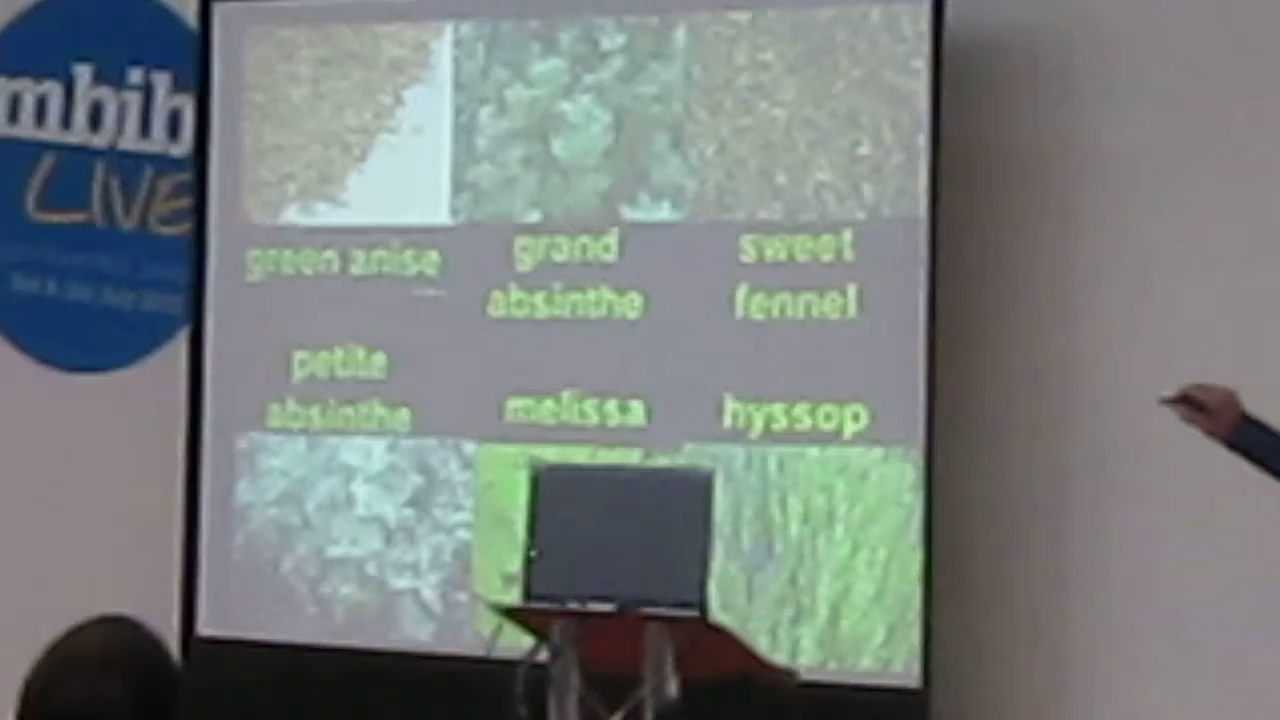 mbib
LIVE
green anise
grand
absinthe
sweet
fennel
petite
absinthe
melissa
hyssop